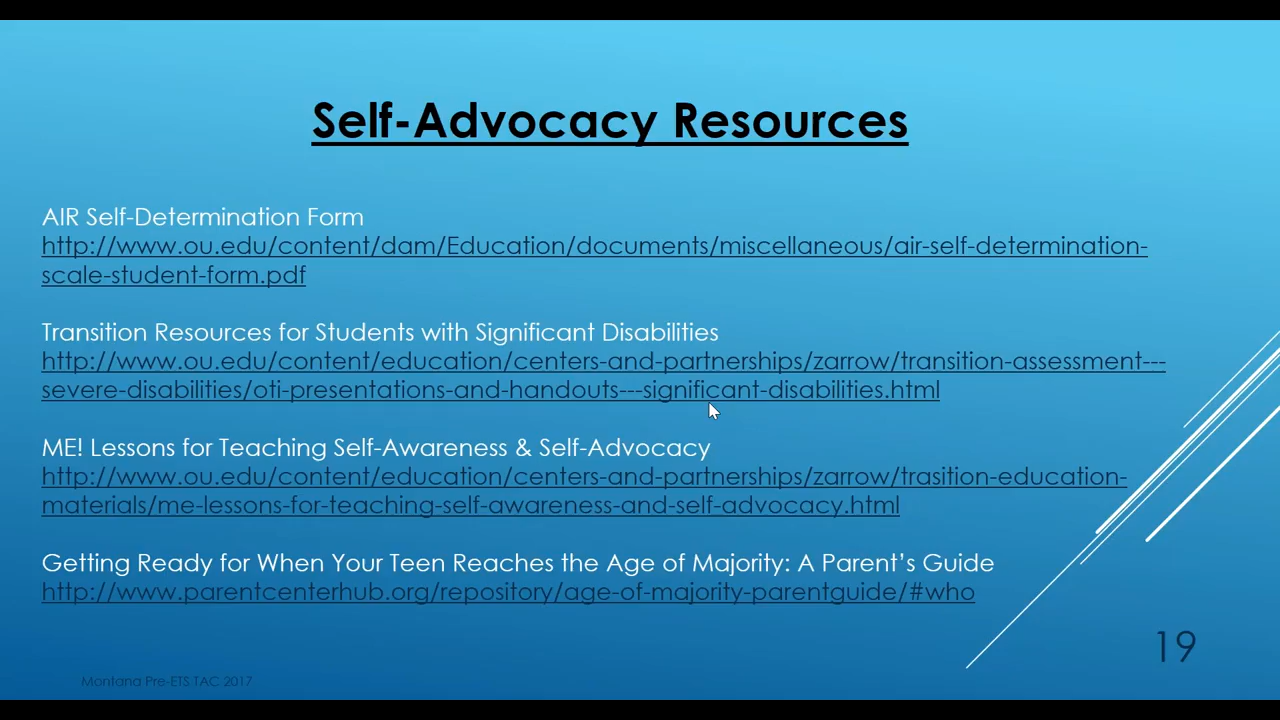 Self-Advocacy Resources
AIR Self-Determination Form
http://www.ou.edu/content/dam/Education/documents/miscellaneous/air-self-determination-
scale-student-form.pdf
Transition Resources for Students with Significant Disabilities
http://www.ou.edu/content/education/centers-and-partnerships/zarrow/transition-assessment---
severe-disabilities/oti-presentations-and-handouts---significant-disabilities.html
ME! Lessons for Teaching Self-Awareness & Self-Advocacy
http://www.ou.edu/content/education/centers-and-partnerships/zarrow/trasition-education-
materials/me-lessons-for-teaching-self-awareness-and-self-advocacy.html
Getting Ready for When Your Teen Reaches the Age of Majority: A Parent’s Guide
http://www.parentcenterhub.org/repository/age-of-majority-parentguide/#who
19
Montana Pre-ETS TAC 2017